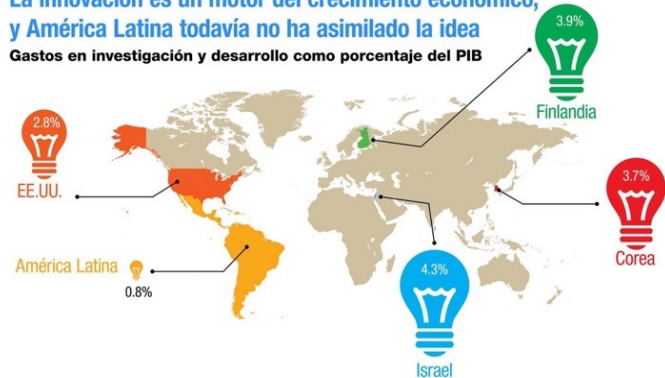 La innovación es un motor del crecimiento económico,
y América Latina todavía no ha asimilado la idea
Gastos en investigación y desarrollo como porcentaje del PIB
3.9%
Finlandia
2.8%
EE.UU.
3.7%
Corea
América Latina
0.8%
4.3%
Israel